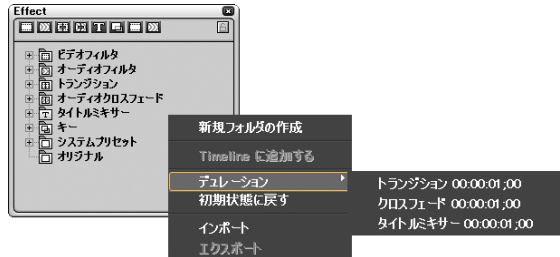 Effect
ビデオフィルタ
オーディオフィルタ
トランジション
オーディオクロスフェード
タイトルミキサー
キー
システムプリセット
オリジナル
新規フォルダの作成
Timeline に追加する
デュレーション
初期状態に戻す
インポート
エクスポート
トランジション 00:00:01;00
クロスフェード 00:00:01;00
タイトルミキサー 00:00:01;00